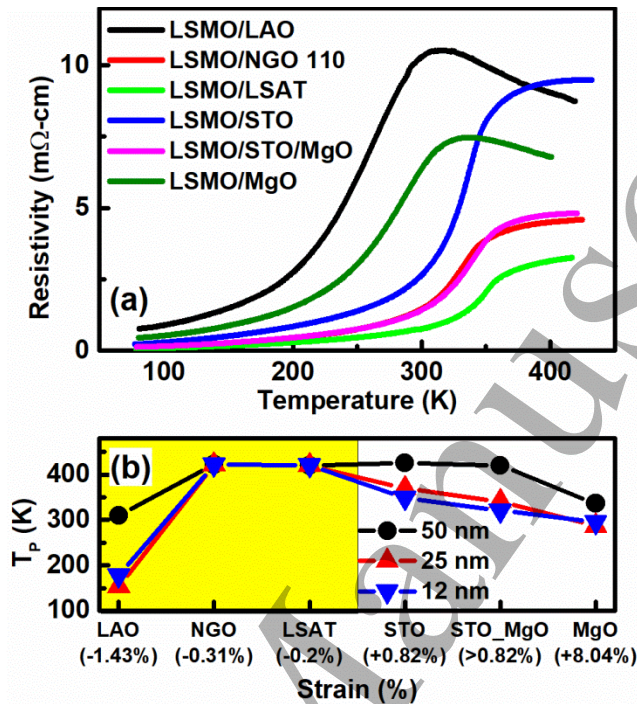 LSMO/LAO
LSMO/NGO 110
LSMO/LSAT
LSMO/STO
LSMO/STO/MgO
LSMO/MgO
10
5
0
Resistivity (mΩ-cm)
(a)
100 200 300 400
Temperature (K)
(b)
400
300
200
100
T_P (K)
50 nm
25 nm
12 nm
LAO NGO LSAT STO STO_MgO MgO
(-1.43%) (-0.31%) (-0.2%) (+0.82%) (>0.82%) (+8.04%)
Strain (%)
Manus